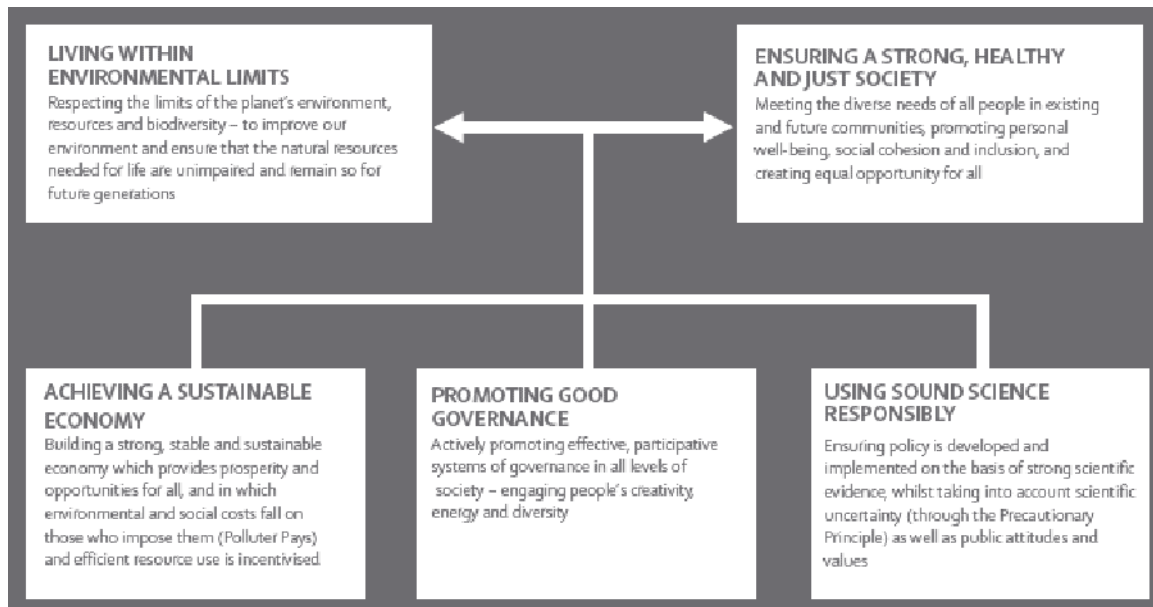 LIVING WITHIN
ENVIRONMENTAL LIMITS
Respecting the limits of the planet's environment,
resources and biodiversity – to improve our
environment and ensure that the natural resources
needed for life are unimpaired and remain so for
future generations
ENSURING A STRONG, HEALTHY
AND JUST SOCIETY
Meeting the diverse needs of all people in existing
and future communities, promoting personal
well-being, social cohesion and inclusion, and
creating equal opportunity for all
ACHIEVING A SUSTAINABLE
ECONOMY
Building a strong, stable and sustainable
economy which provides prosperity and
opportunities for all, and in which
environmental and social costs fall on
those who impose them (Polluter Pays)
and efficient resource use is incentivised
PROMOTING GOOD
GOVERNANCE
Actively promoting effective, participative
systems of governance in all levels of
society – engaging people's creativity,
energy and diversity
USING SOUND SCIENCE
RESPONSIBLY
Ensuring policy is developed and
implemented on the basis of strong scientific
evidence, whilst taking into account scientific
uncertainty (through the Precautionary
Principle) as well as public attitudes and
values